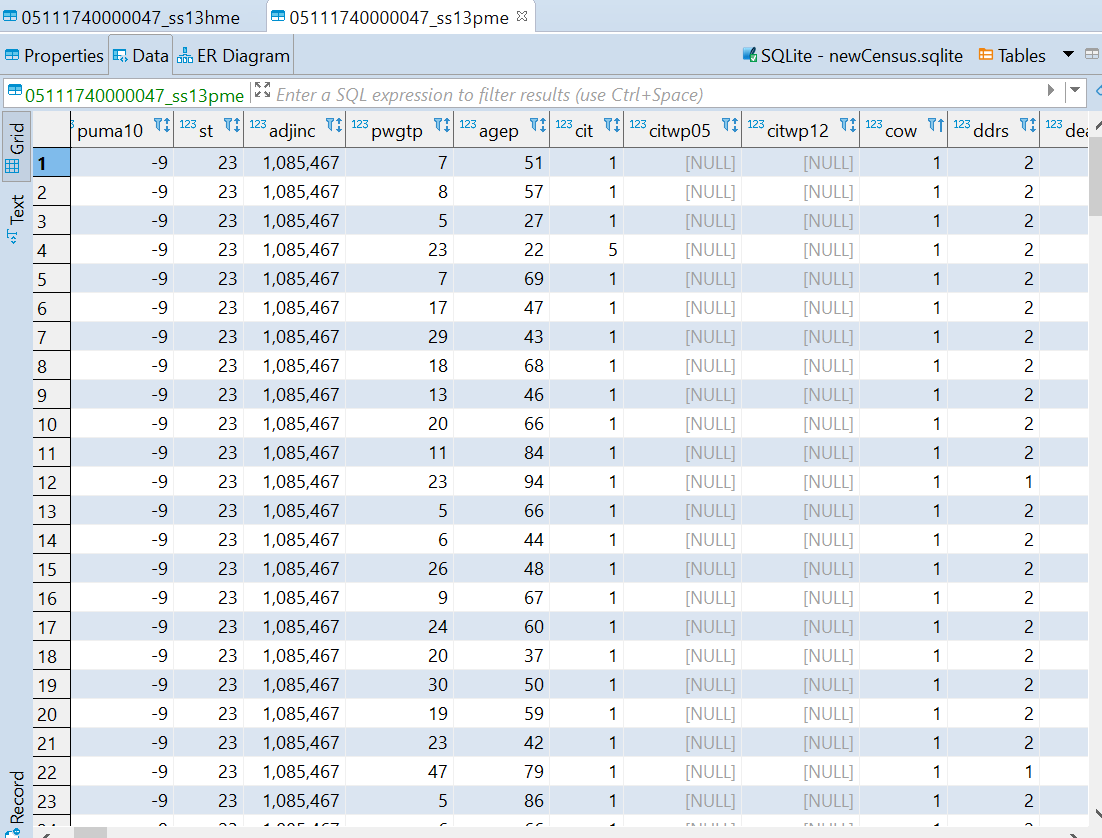 05111740000047_ss13hme 05111740000047_ss13pme
Properties Data ER Diagram SQLite - newCensus.sqlite Tables
05111740000047_ss13pme Enter a SQL expression to filter results (use Ctrl+Space)
Grid
Text
Record
123 puma10 123 st 123 adjinc 123 pwgtp 123 agep 123 cit 123 citwp05 123 citwp12 123 cow 123 ddrs 123
1 -9 23 1,085,467 7 51 1 [NULL] [NULL] 1 2
2 -9 23 1,085,467 8 57 1 [NULL] [NULL] 1 2
3 -9 23 1,085,467 5 27 1 [NULL] [NULL] 1 2
4 -9 23 1,085,467 23 22 5 [NULL] [NULL] 1 2
5 -9 23 1,085,467 7 69 1 [NULL] [NULL] 1 2
6 -9 23 1,085,467 17 47 1 [NULL] [NULL] 1 2
7 -9 23 1,085,467 29 43 1 [NULL] [NULL] 1 2
8 -9 23 1,085,467 18 68 1 [NULL] [NULL] 1 2
9 -9 23 1,085,467 13 46 1 [NULL] [NULL] 1 2
10 -9 23 1,085,467 20 66 1 [NULL] [NULL] 1 2
11 -9 23 1,085,467 11 84 1 [NULL] [NULL] 1 2
12 -9 23 1,085,467 23 94 1 [NULL] [NULL] 1 1
13 -9 23 1,085,467 5 66 1 [NULL] [NULL] 1 2
14 -9 23 1,085,467 6 44 1 [NULL] [NULL] 1 2
15 -9 23 1,085,467 26 48 1 [NULL] [NULL] 1 2
16 -9 23 1,085,467 9 67 1 [NULL] [NULL] 1 2
17 -9 23 1,085,467 24 60 1 [NULL] [NULL] 1 2
18 -9 23 1,085,467 20 37 1 [NULL] [NULL] 1 2
19 -9 23 1,085,467 30 50 1 [NULL] [NULL] 1 2
20 -9 23 1,085,467 19 59 1 [NULL] [NULL] 1 2
21 -9 23 1,085,467 23 42 1 [NULL] [NULL] 1 2
22 -9 23 1,085,467 47 79 1 [NULL] [NULL] 1 1
23 -9 23 1,085,467 5 86 1 [NULL] [NULL] 1 2